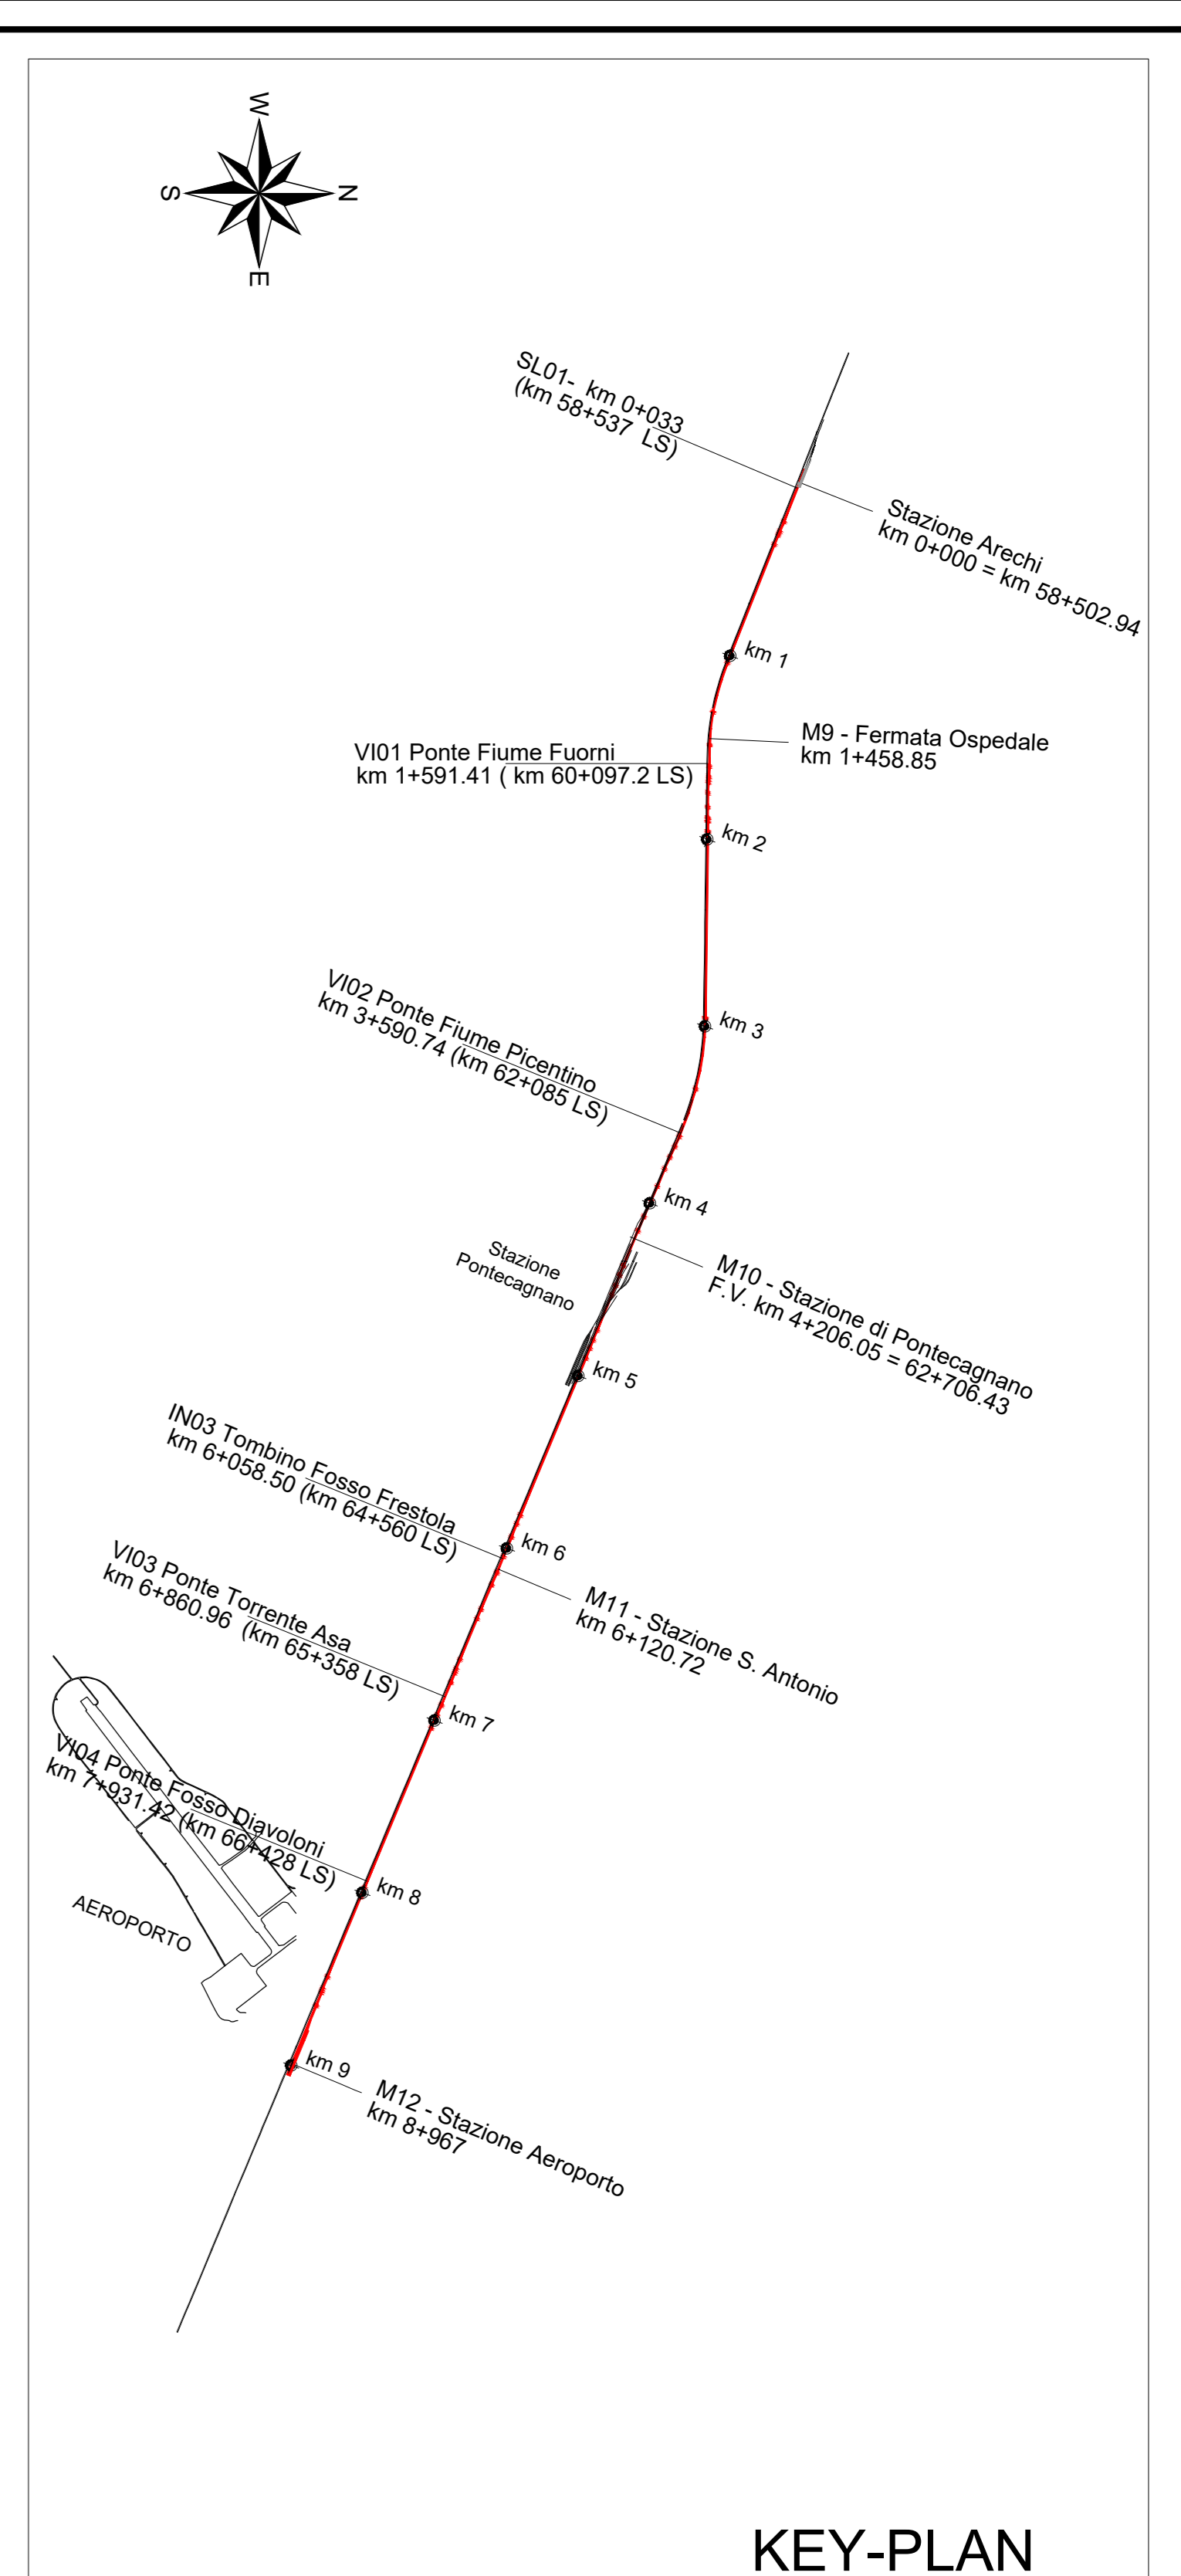 W
S
N
E
SL01- km 0+033
(km 58+537 LS)
Stazione Arechi
km 0+000 = km 58+502.94
km 1
M9 - Fermata Ospedale
km 1+458.85
VI01 Ponte Fiume Fuorni
km 1+591.41 ( km 60+097.2 LS)
km 2
VI02 Ponte Fiume Picentino
km 3+590.74 (km 62+085 LS)
km 3
km 4
Stazione
Pontecagnano
M10 - Stazione di Pontecagnano
F.V. km 4+206.05 = 62+706.43
km 5
IN03 Tombino Fosso Frestola
km 6+058.50 (km 64+560 LS)
km 6
VI03 Ponte Torrente Asa
km 6+860.96 (km 65+358 LS)
M11 - Stazione S. Antonio
km 6+120.72
km 7
VI04 Ponte Fosso Diavoloni
km 7+931.42 (km 66+428 LS)
km 8
AEROPORTO
km 9
M12 - Stazione Aeroporto
km 8+967
KEY-PLAN